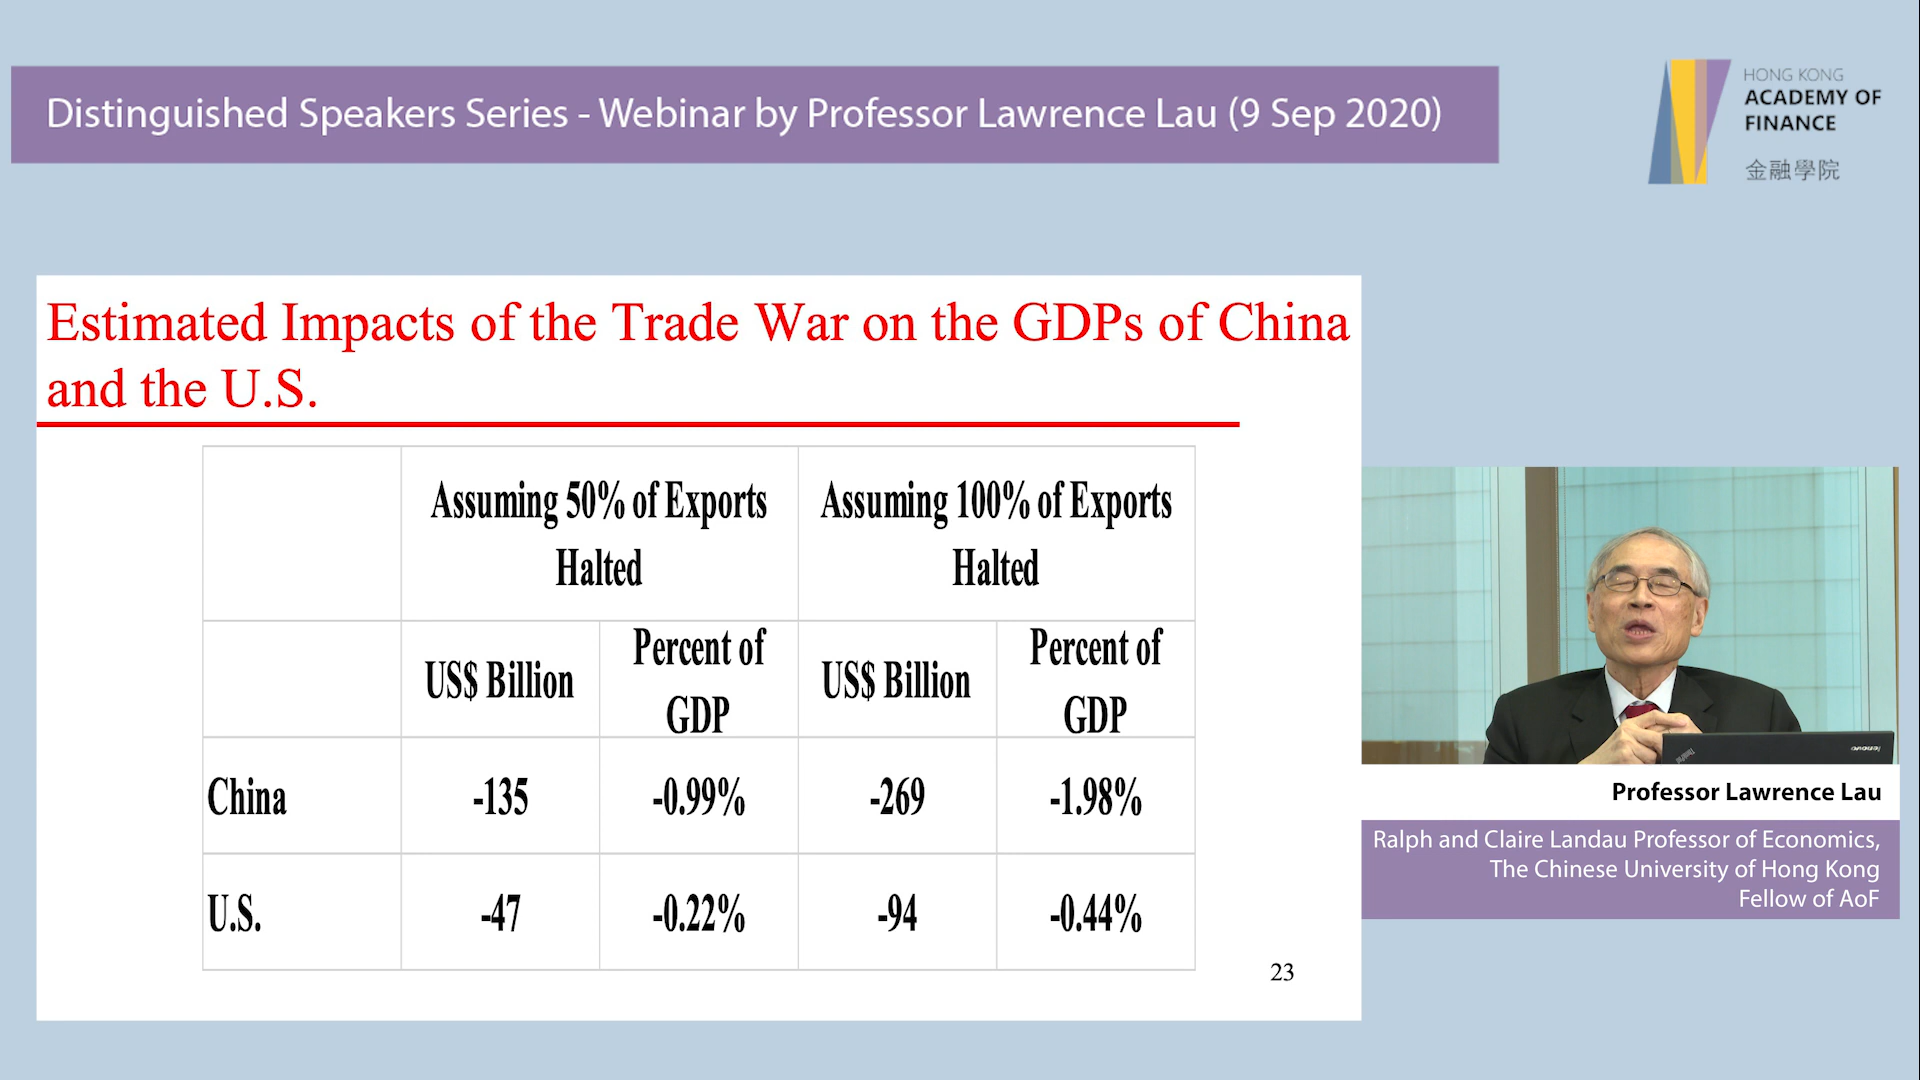 Distinguished Speakers Series - Webinar by Professor Lawrence Lau (9 Sep 2020)
HONG KONG
ACADEMY OF
FINANCE
金融學院
Estimated Impacts of the Trade War on the GDPs of China
and the U.S.
Assuming 50% of Exports
Halted
Assuming 100% of Exports
Halted
US$ Billion
Percent of
GDP
US$ Billion
Percent of
GDP
China
-135
-0.99%
-269
-1.98%
U.S.
-47
-0.22%
-94
-0.44%
23
lenovo
ThinkPad
Professor Lawrence Lau
Ralph and Claire Landau Professor of Economics,
The Chinese University of Hong Kong
Fellow of AoF